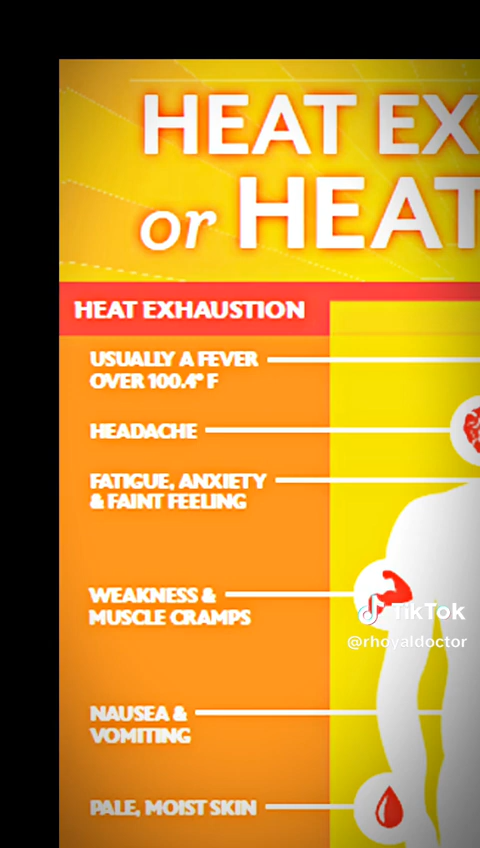 HEAT EX
or HEAT
HEAT EXHAUSTION
USUALLY A FEVER
OVER 100.4° F
HEADACHE
FATIGUE, ANXIETY
& FAINT FEELING
WEAKNESS &
MUSCLE CRAMPS
TikTok
@rhoyaldoctor
NAUSEA &
VOMITING
PALE, MOIST SKIN